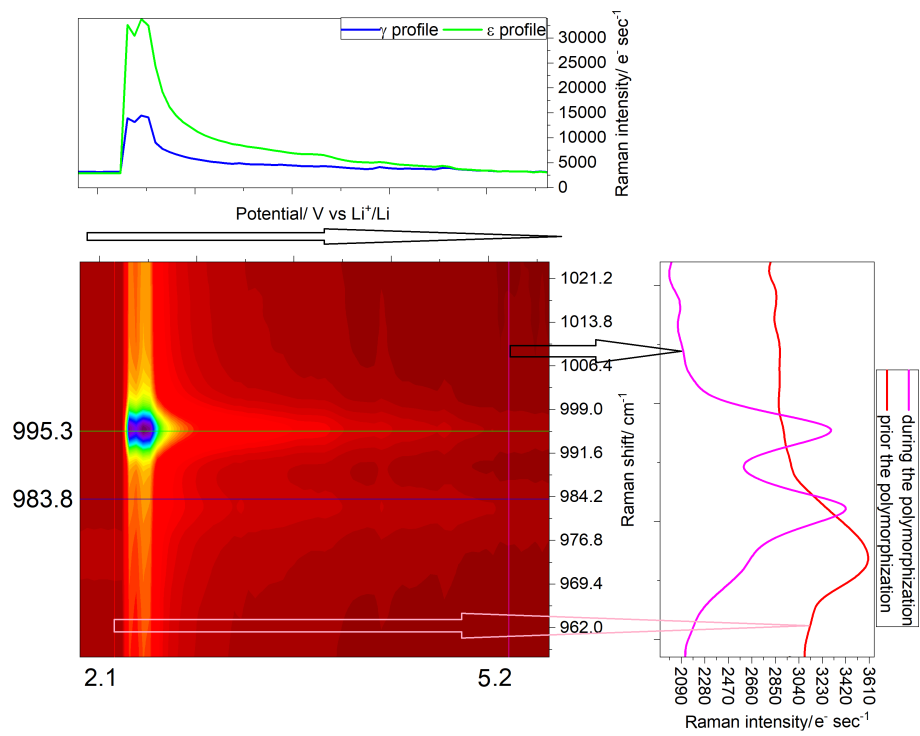 γ profile ε profile
30000
25000
20000
15000
10000
5000
0
Raman intensity/ e⁻ sec⁻¹
Potential/ V vs Li⁺/Li
1021.2
1013.8
1006.4
999.0
991.6
984.2
976.8
969.4
962.0
Raman shift/ cm⁻¹
995.3
983.8
2.1 5.2
during the polymorphization
prior the polymorphization
2090 2280 2470 2660 2850 3040 3230 3420 3610
Raman intensity/ e⁻ sec⁻¹